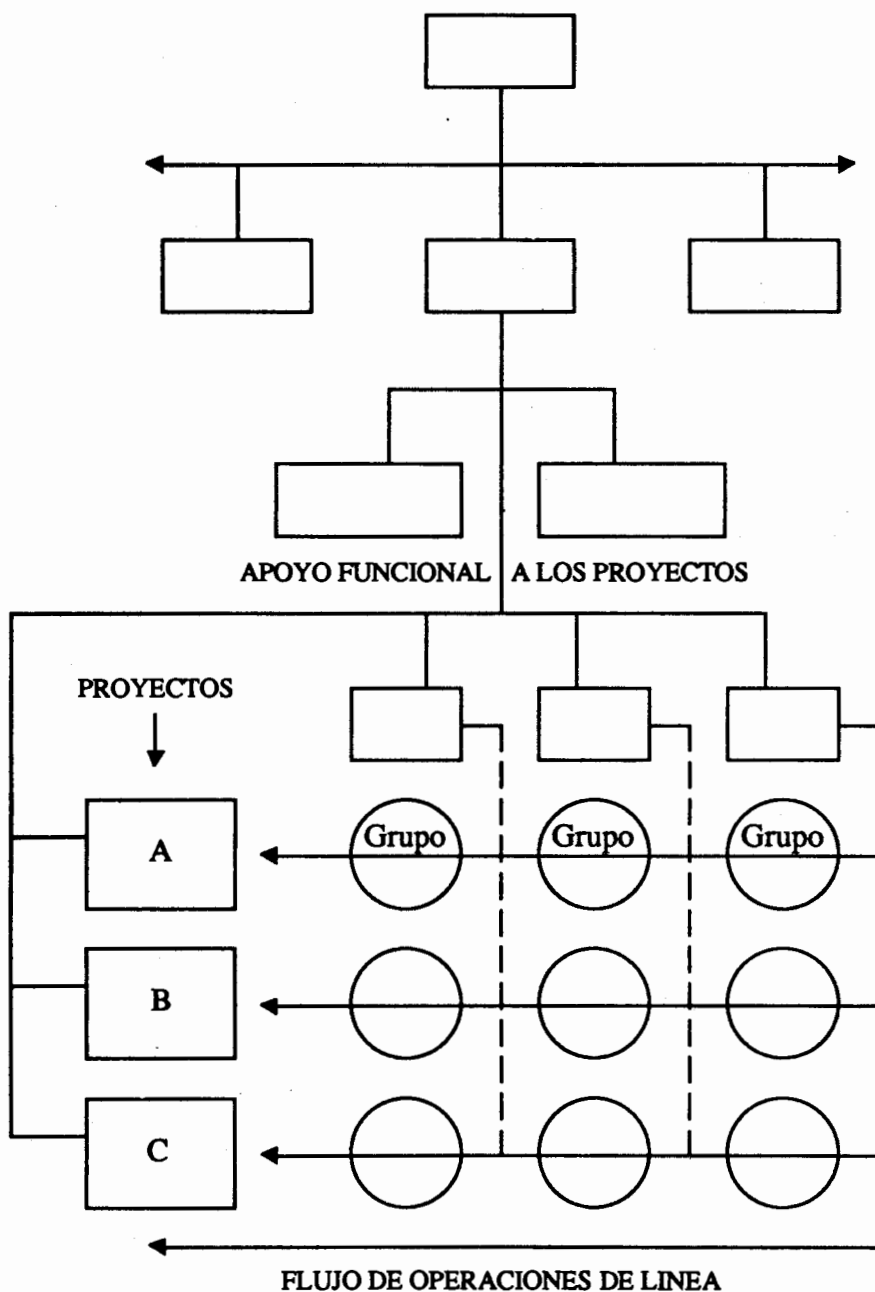 APOYO FUNCIONAL A LOS PROYECTOS
PROYECTOS
A
Grupo Grupo Grupo
B
C
FLUJO DE OPERACIONES DE LINEA